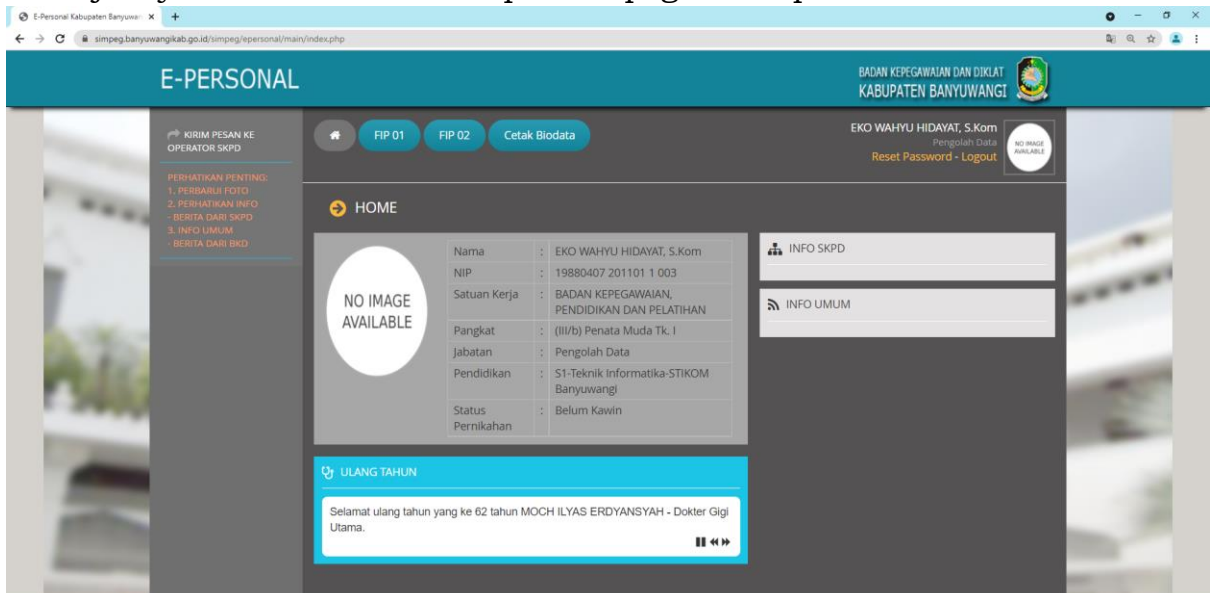 E-Personal Kabupaten Banyuwan
simpeg.banyuwangikab.go.id/simpeg/epersonal/main/index.php
E-PERSONAL
BADAN KEPEGAWAIAN DAN DIKLAT
KABUPATEN BANYUWANGI
KIRIM PESAN KE
OPERATOR SKPD
PERHATIKAN PENTING:
1. PERBARUI FOTO
2. PERHATIKAN INFO
- BERITA DARI SKPD
3. INFO UMUM
- BERITA DARI BKD
FIP 01
FIP 02
Cetak Biodata
EKO WAHYU HIDAYAT, S.Kom
Pengolah Data
Reset Password - Logout
NO IMAGE
AVAILABLE
HOME
NO IMAGE
AVAILABLE
Nama : EKO WAHYU HIDAYAT, S.Kom
NIP : 19880407 201101 1 003
Satuan Kerja : BADAN KEPEGAWAIAN,
PENDIDIKAN DAN PELATIHAN
Pangkat : (III/b) Penata Muda Tk. I
Jabatan : Pengolah Data
Pendidikan : S1-Teknik Informatika-STIKOM
Banyuwangi
Status : Belum Kawin
Pernikahan
INFO SKPD
INFO UMUM
ULANG TAHUN
Selamat ulang tahun yang ke 62 tahun MOCH ILYAS ERDYANSYAH - Dokter Gigi
Utama.